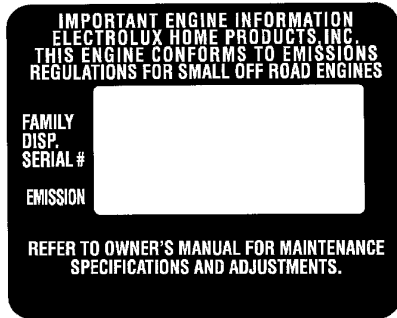 IMPORTANT ENGINE INFORMATION
ELECTROLUX HOME PRODUCTS,INC.
THIS ENGINE CONFORMS TO EMISSIONS
REGULATIONS FOR SMALL OFF ROAD ENGINES
FAMILY
DISP.
SERIAL #
EMISSION
REFER TO OWNER'S MANUAL FOR MAINTENANCE
SPECIFICATIONS AND ADJUSTMENTS.